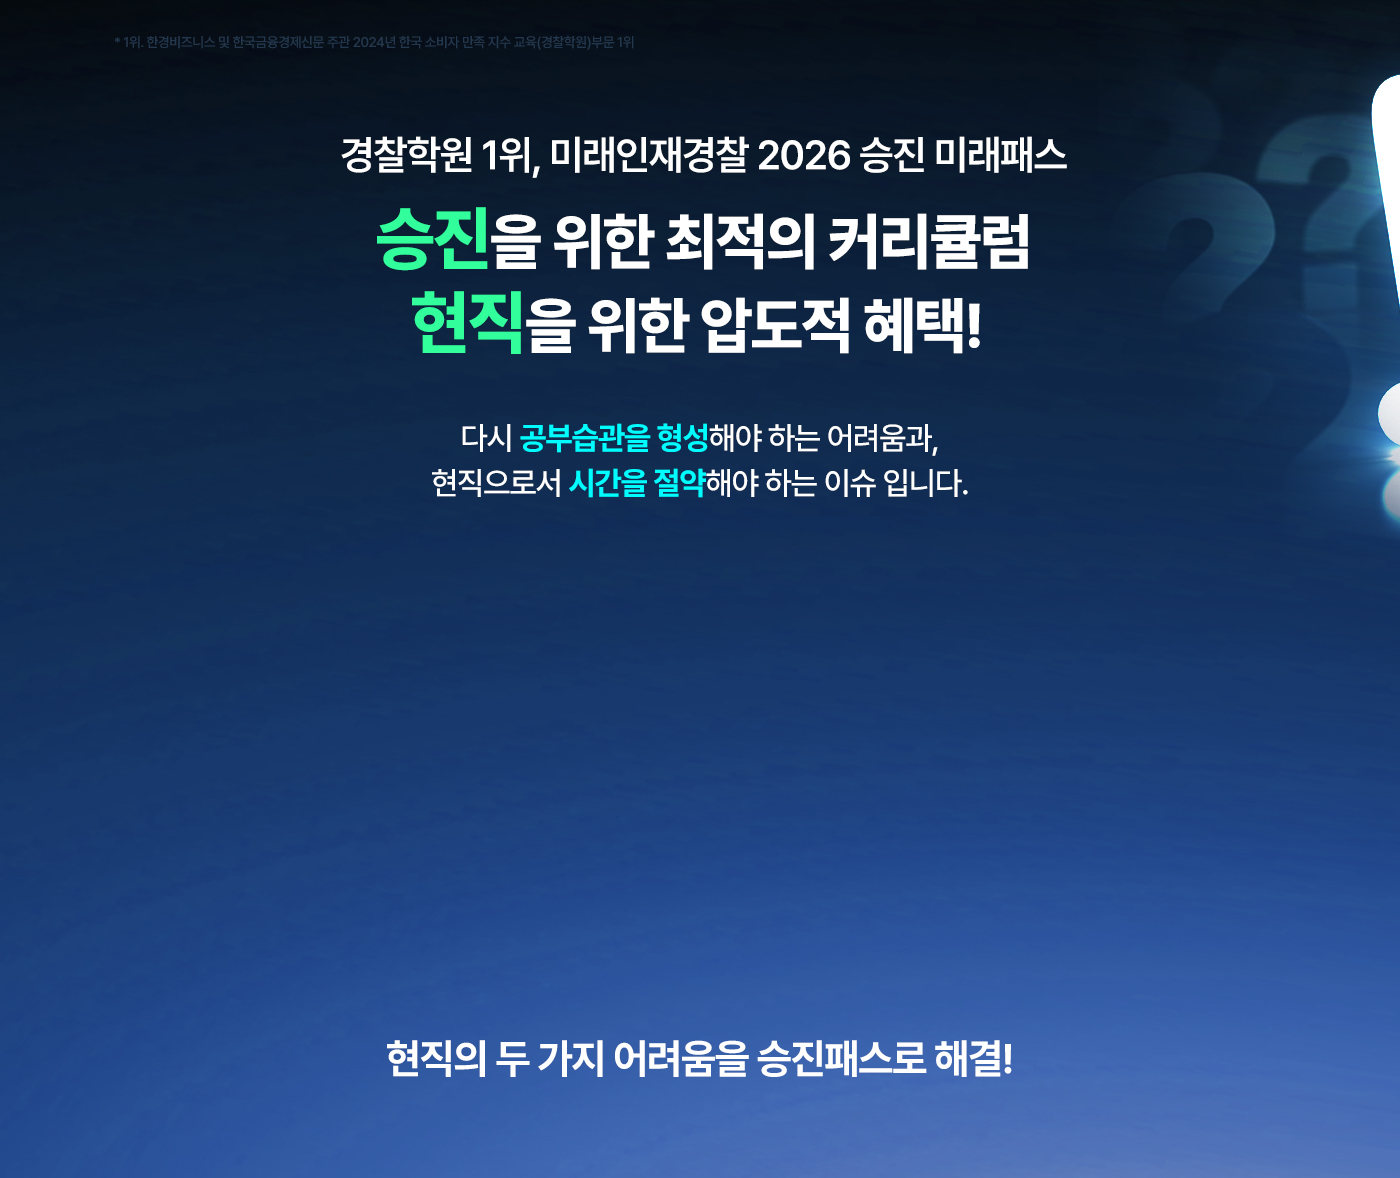 * 1위. 한경비즈니스 및 한국금융경제신문 주관 2024년 한국 소비자 만족 지수 교육(경찰학원)부문 1위
경찰학원 1위, 미래인재경찰 2026 승진 미래패스
승진을 위한 최적의 커리큘럼
현직을 위한 압도적 혜택!
다시 공부습관을 형성해야 하는 어려움과,
현직으로서 시간을 절약해야 하는 이슈 입니다.
현직의 두 가지 어려움을 승진패스로 해결!